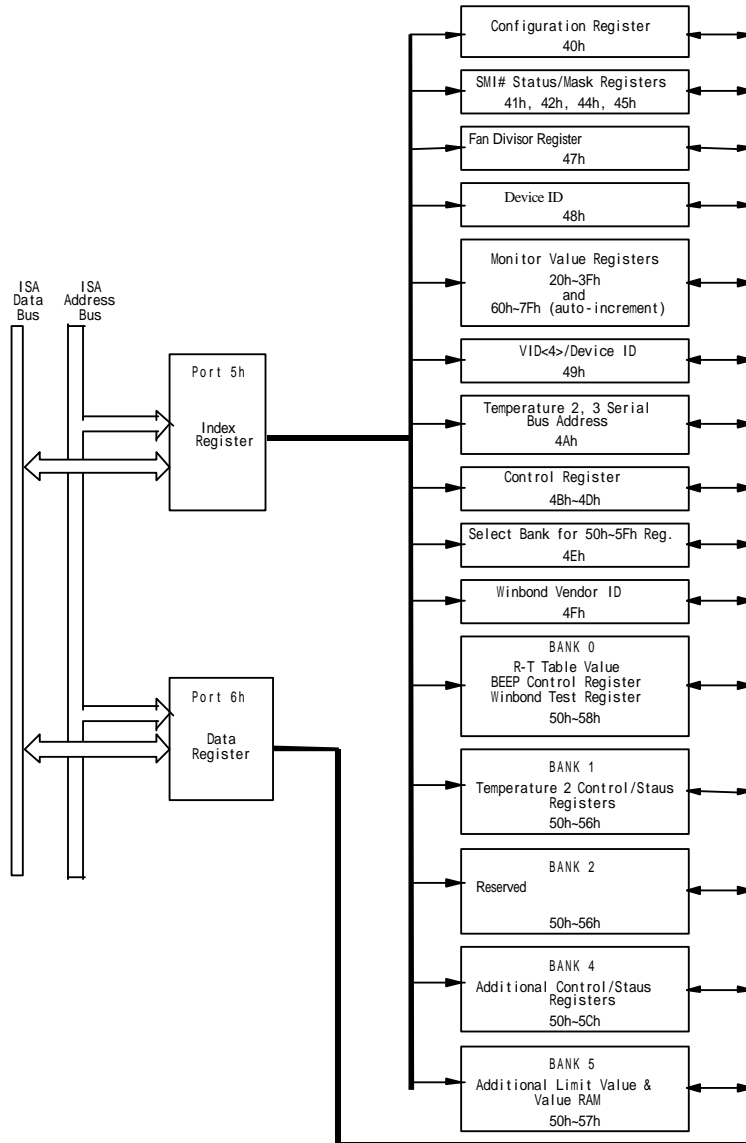 ISA
Data
Bus
ISA
Address
Bus
Port 5h
Index
Register
Port 6h
Data
Register
Configuration Register
40h
SMI# Status/Mask Registers
41h, 42h, 44h, 45h
Fan Divisor Register
47h
Device ID
48h
Monitor Value Registers
20h~3Fh
and
60h~7Fh (auto-increment)
VID<4>/Device ID
49h
Temperature 2, 3 Serial
Bus Address
4Ah
Control Register
4Bh~4Dh
Select Bank for 50h~5Fh Reg.
4Eh
Winbond Vendor ID
4Fh
BANK 0
R-T Table Value
BEEP Control Register
Winbond Test Register
50h~58h
BANK 1
Temperature 2 Control/Staus
Registers
50h~56h
BANK 2
Reserved
50h~56h
BANK 4
Additional Control/Staus
Registers
50h~5Ch
BANK 5
Additional Limit Value &
Value RAM
50h~57h